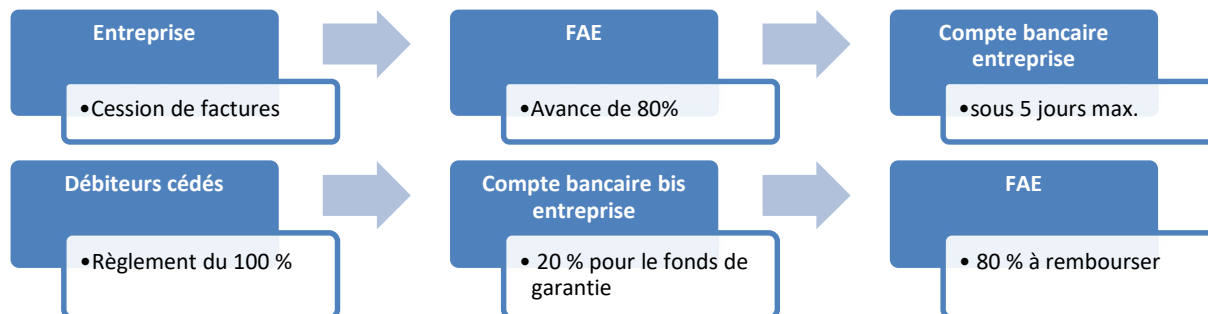 Entreprise
•Cession de factures
FAE
•Avance de 80%
Compte bancaire
entreprise
•sous 5 jours max.
Débiteurs cédés
•Règlement du 100 %
Compte bancaire bis
entreprise
• 20 % pour le fonds de
garantie
FAE
• 80 % à rembourser